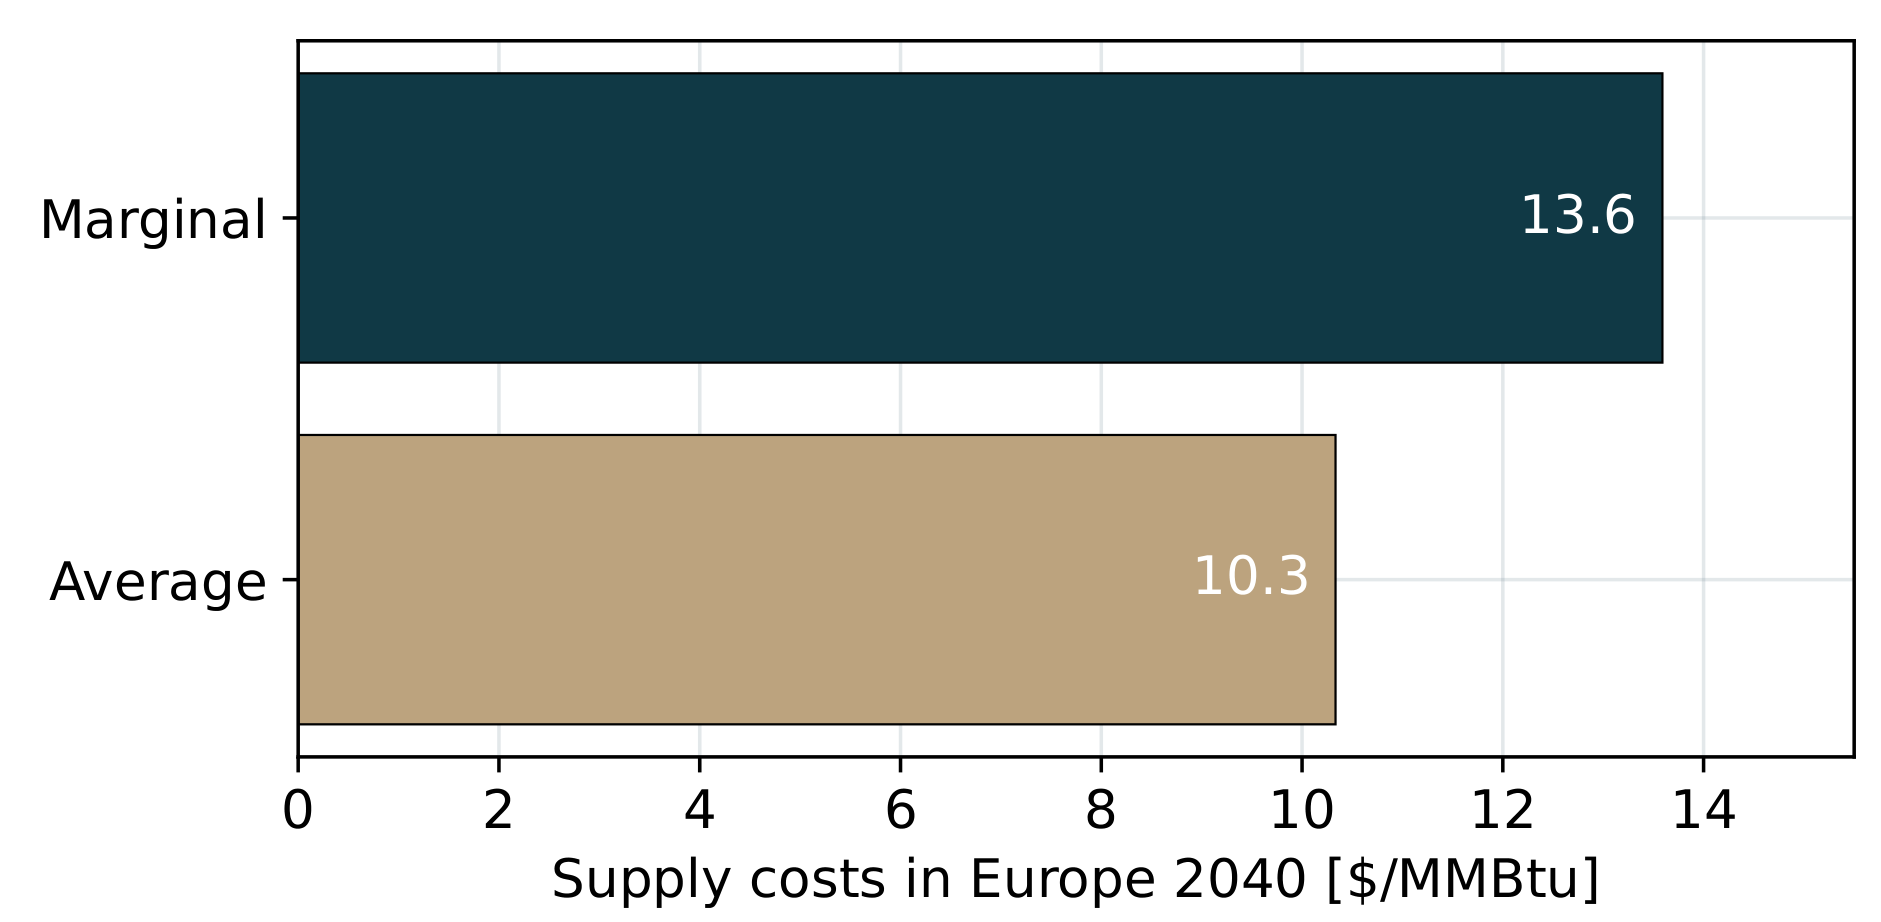 Marginal
13.6
Average
10.3
0 2 4 6 8 10 12 14
Supply costs in Europe 2040 [$/MMBtu]